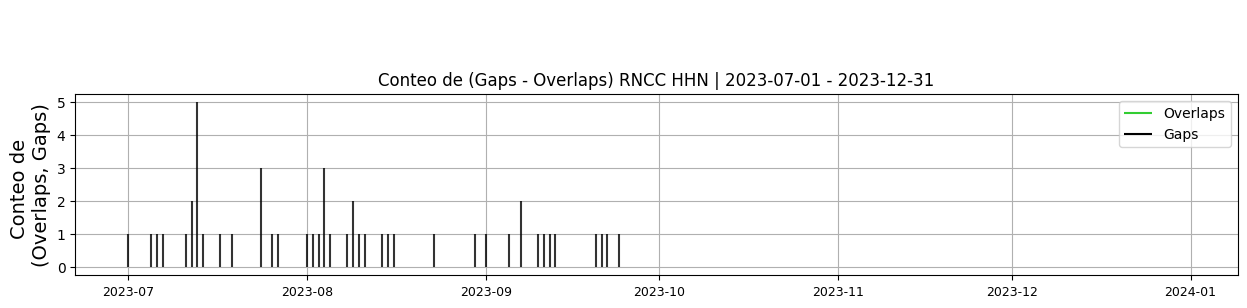 Conteo de (Gaps - Overlaps) RNCC HHN | 2023-07-01 - 2023-12-31
Conteo de
(Overlaps, Gaps)
5
4
3
2
1
0
Overlaps
Gaps
2023-07
2023-08
2023-09
2023-10
2023-11
2023-12
2024-01